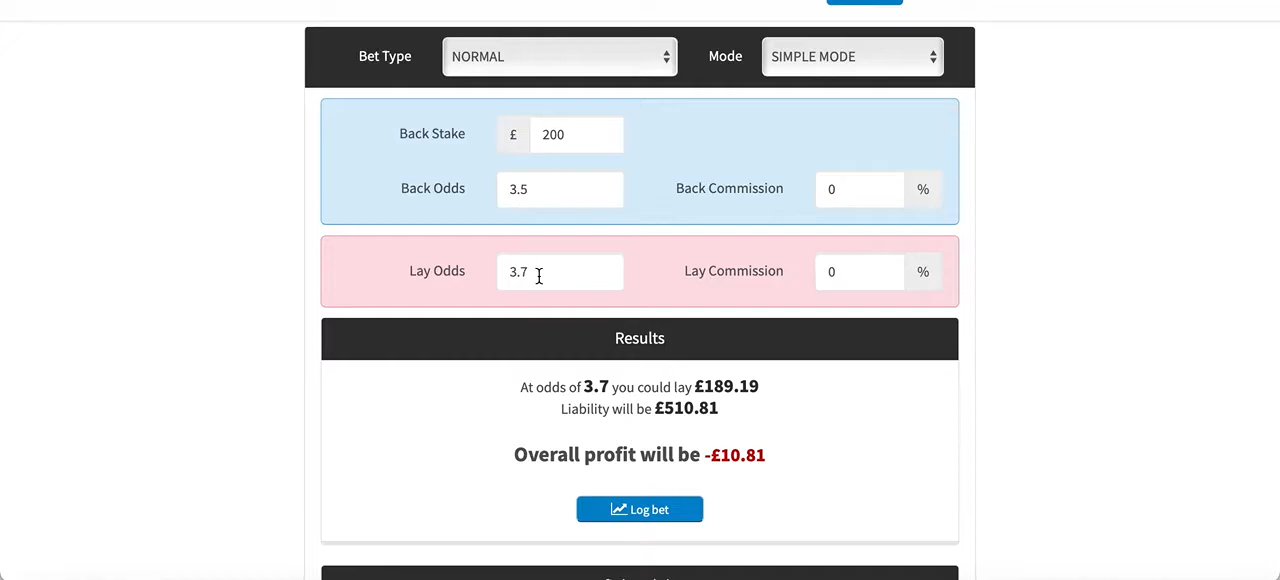 Bet Type NORMAL Mode SIMPLE MODE
Back Stake £ 200
Back Odds 3.5 Back Commission 0 %
Lay Odds 3.7 Lay Commission 0 %
Results
At odds of 3.7 you could lay £189.19
Liability will be £510.81
Overall profit will be -£10.81
Log bet